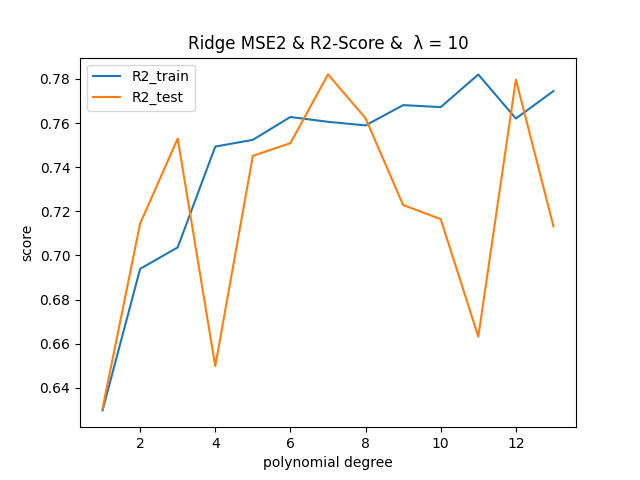 Ridge MSE2 & R2-Score &  λ = 10
R2_train
R2_test
score
0.78
0.76
0.74
0.72
0.70
0.68
0.66
0.64
2 4 6 8 10 12
polynomial degree